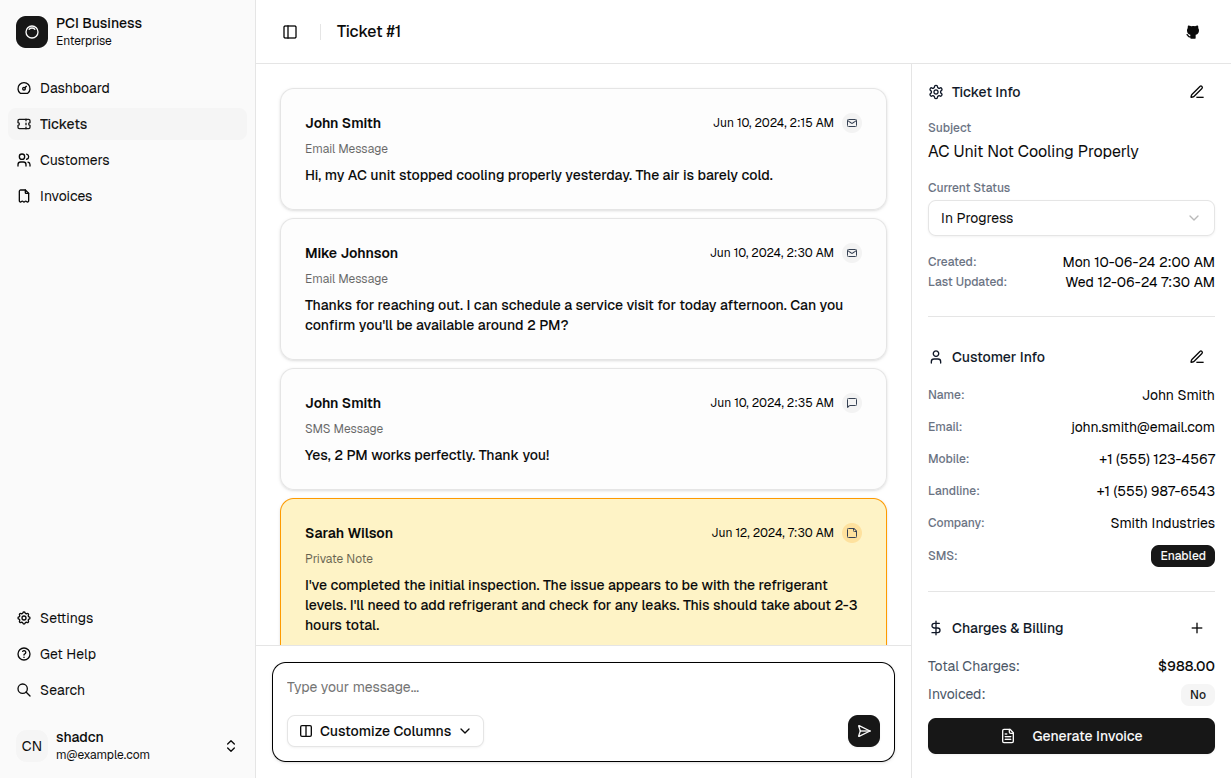 PCI Business
Enterprise
Dashboard
Tickets
Customers
Invoices
Settings
Get Help
Search
CN
shadcn
m@example.com
Ticket #1
John Smith
Jun 10, 2024, 2:15 AM
Email Message
Hi, my AC unit stopped cooling properly yesterday. The air is barely cold.
Mike Johnson
Jun 10, 2024, 2:30 AM
Email Message
Thanks for reaching out. I can schedule a service visit for today afternoon. Can you
confirm you'll be available around 2 PM?
John Smith
Jun 10, 2024, 2:35 AM
SMS Message
Yes, 2 PM works perfectly. Thank you!
Sarah Wilson
Jun 12, 2024, 7:30 AM
Private Note
I've completed the initial inspection. The issue appears to be with the refrigerant
levels. I'll need to add refrigerant and check for any leaks. This should take about 2-3
hours total.
Type your message...
Customize Columns
Ticket Info
Subject
AC Unit Not Cooling Properly
Current Status
In Progress
Created: Mon 10-06-24 2:00 AM
Last Updated: Wed 12-06-24 7:30 AM
Customer Info
Name: John Smith
Email: john.smith@email.com
Mobile: +1 (555) 123-4567
Landline: +1 (555) 987-6543
Company: Smith Industries
SMS: Enabled
Charges & Billing
Total Charges: $988.00
Invoiced: No
Generate Invoice